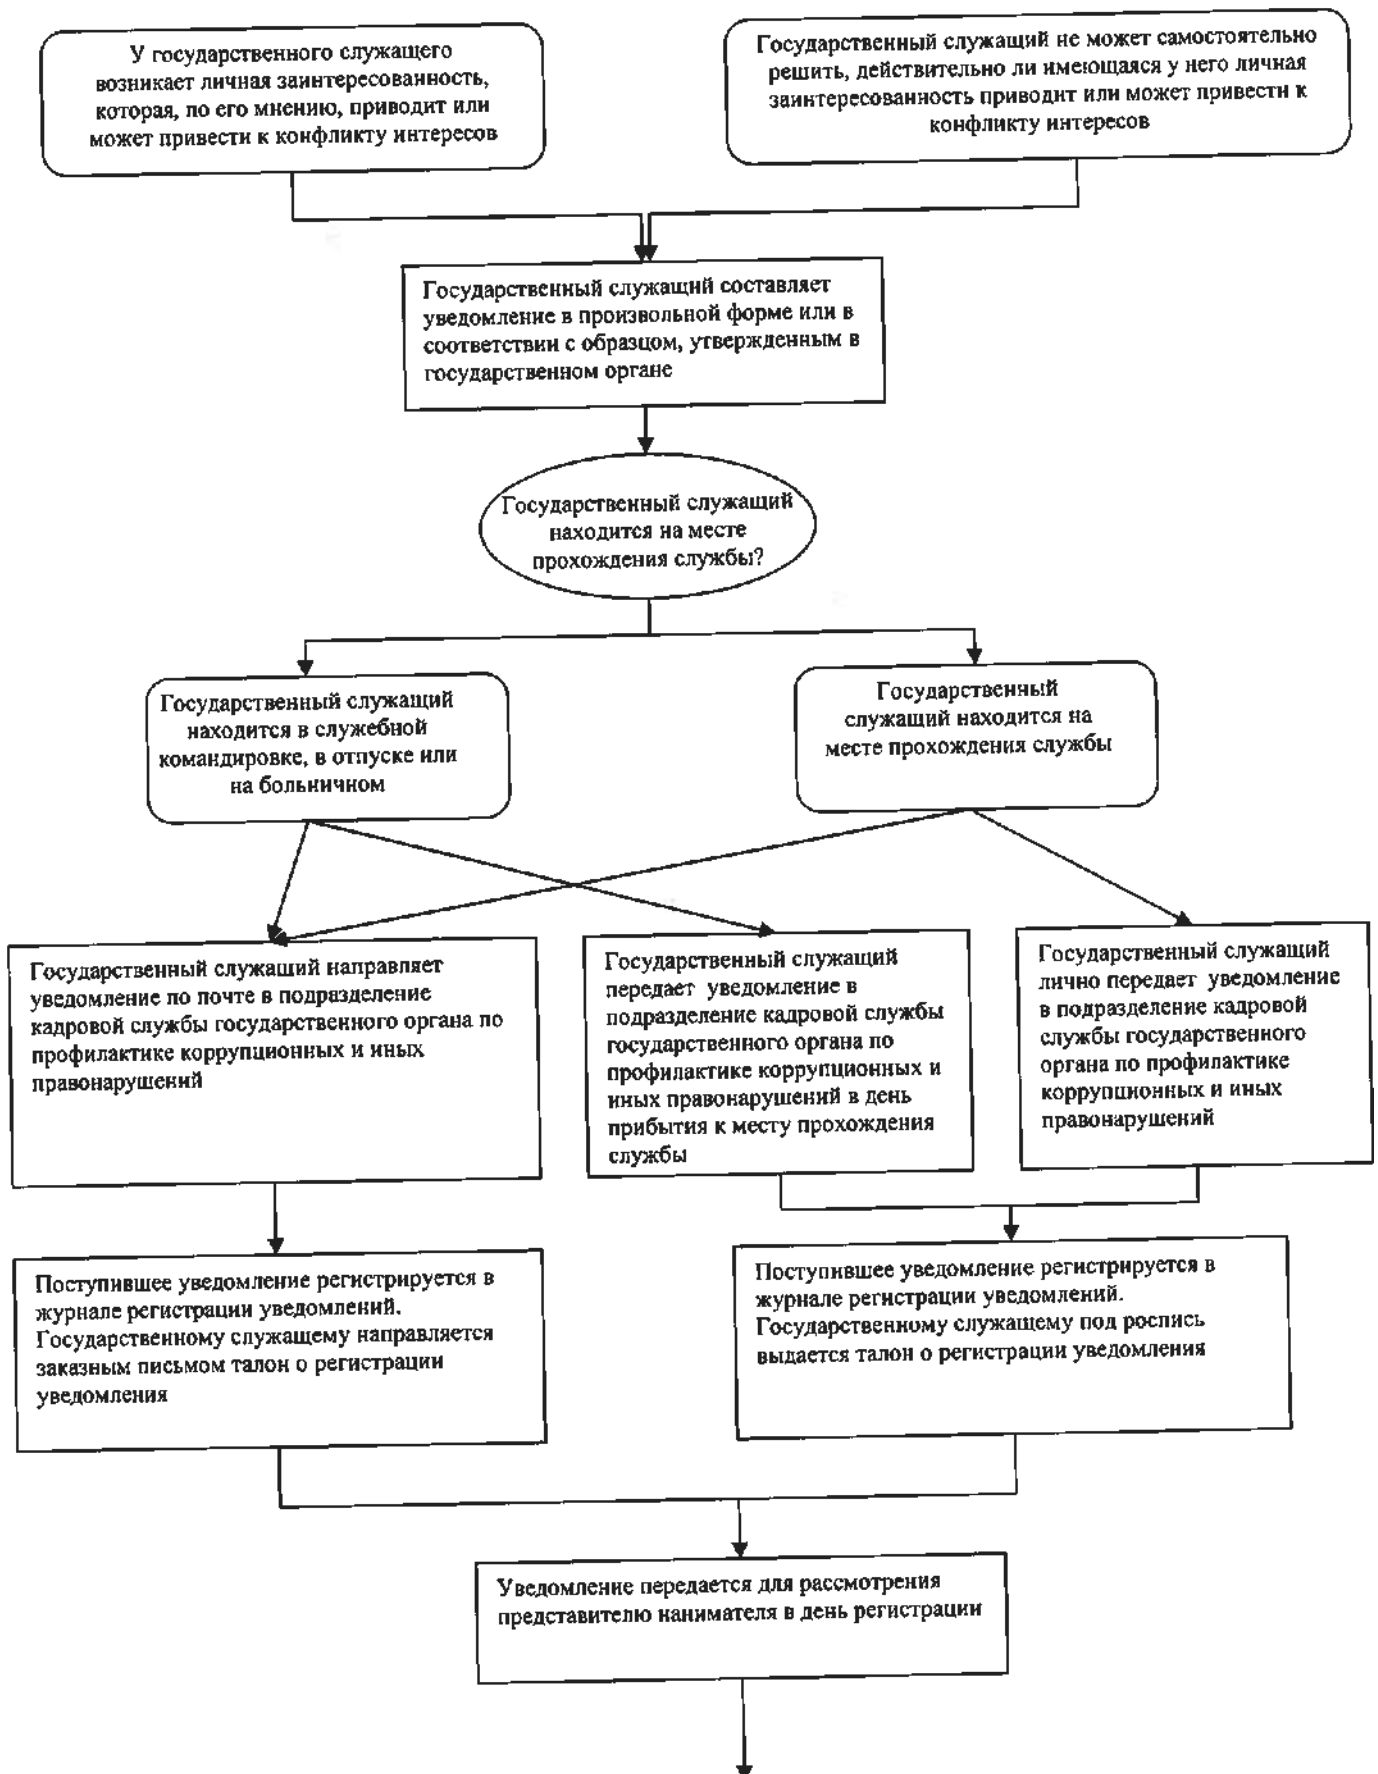 У государственного служащего
возникает личная заинтересованность,
которая, по его мнению, приводит или
может привести к конфликту интересов
Государственный служащий не может самостоятельно
решить, действительно ли имеющаяся у него личная
заинтересованность приводит или может привести к
конфликту интересов
Государственный служащий составляет
уведомление в произвольной форме или в
соответствии с образцом, утвержденным в
государственном органе
Государственный служащий
находится на месте
прохождения службы?
Государственный служащий
находится в служебной
командировке, в отпуске или
на больничном
Государственный
служащий находится на
месте прохождения службы
Государственный служащий направляет
уведомление по почте в подразделение
кадровой службы государственного органа по
профилактике коррупционных и иных
правонарушений
Государственный служащий
передает уведомление в
подразделение кадровой службы
государственного органа по
профилактике коррупционных и
иных правонарушений в день
прибытия к месту прохождения
службы
Государственный служащий
лично передает уведомление
в подразделение кадровой
службы государственного
органа по профилактике
коррупционных и иных
правонарушений
Поступившее уведомление регистрируется в
журнале регистрации уведомлений.
Государственному служащему направляется
заказным письмом талон о регистрации
уведомления
Поступившее уведомление регистрируется в
журнале регистрации уведомлений.
Государственному служащему под роспись
выдается талон о регистрации уведомления
Уведомление передается для рассмотрения
представителю нанимателя в день регистрации